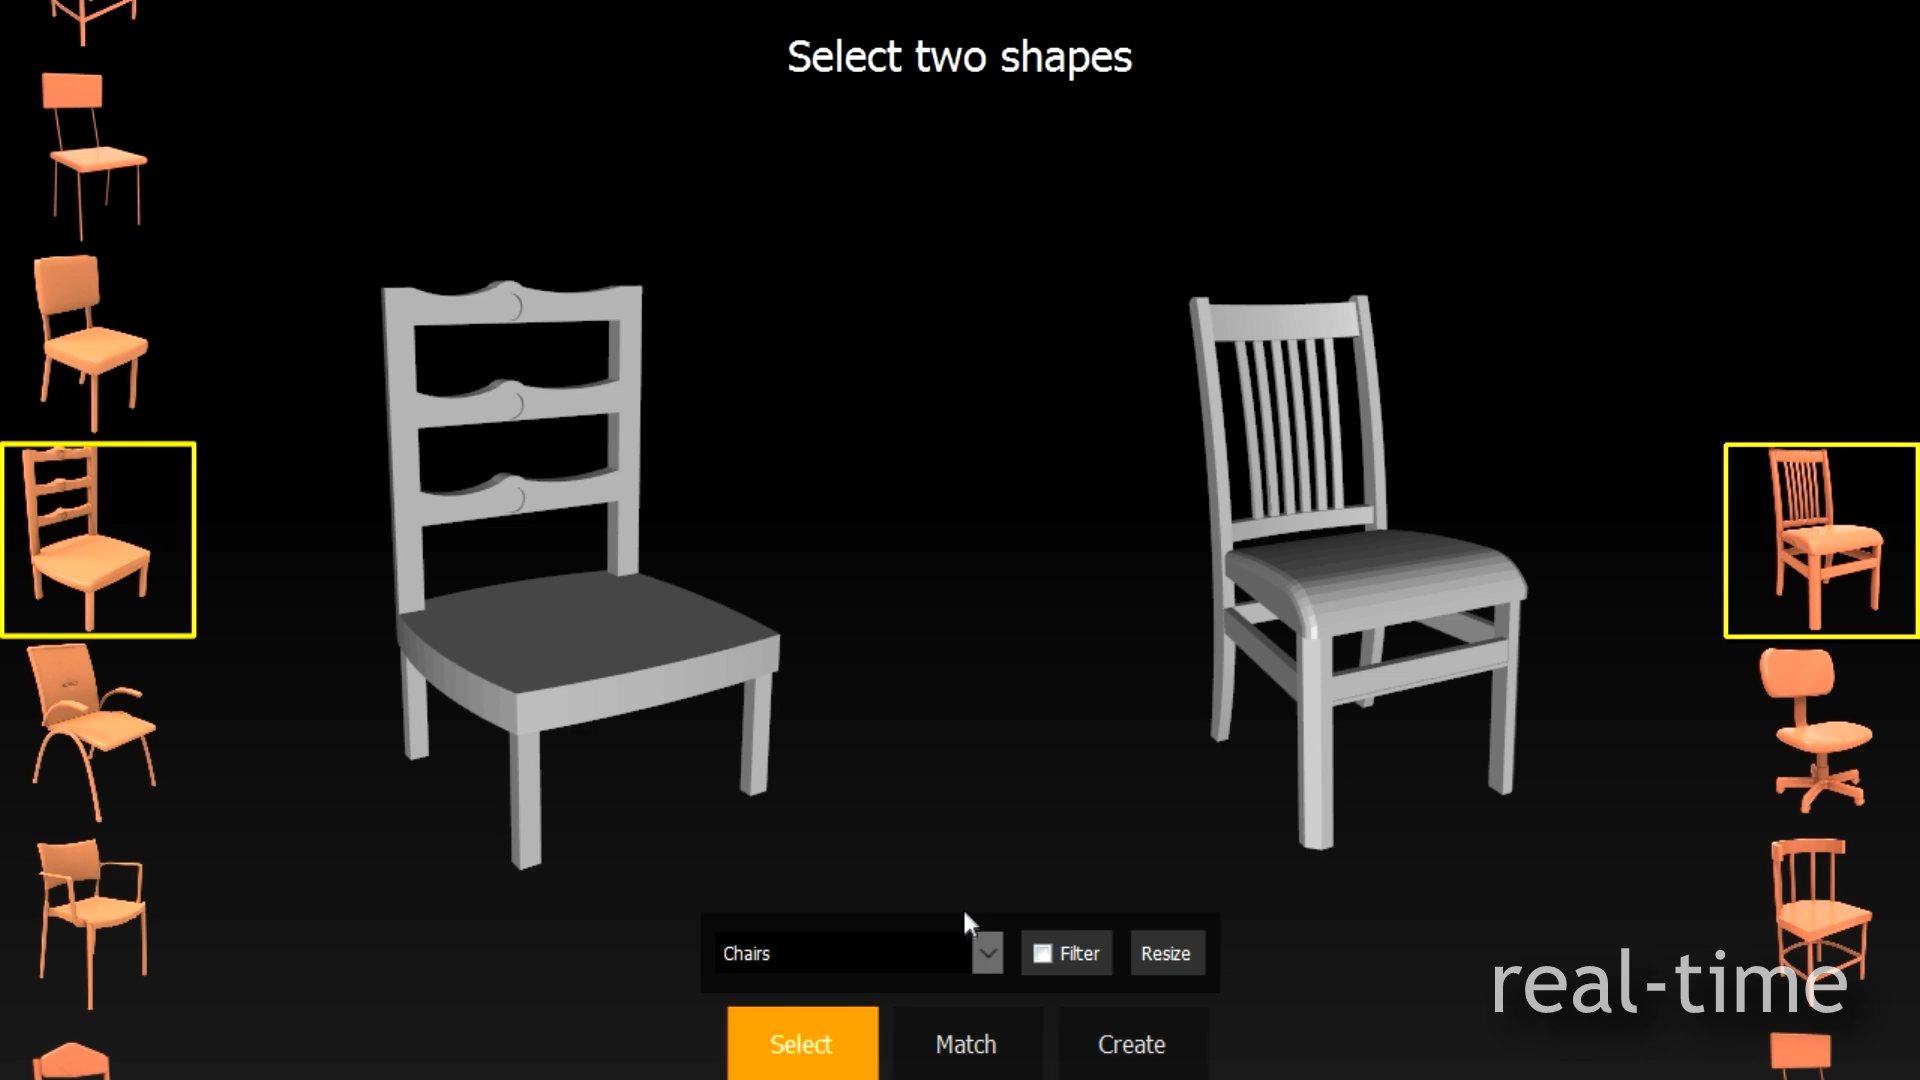 Select two shapes
Chairs
Filter
Resize
real-time
Select
Match
Create